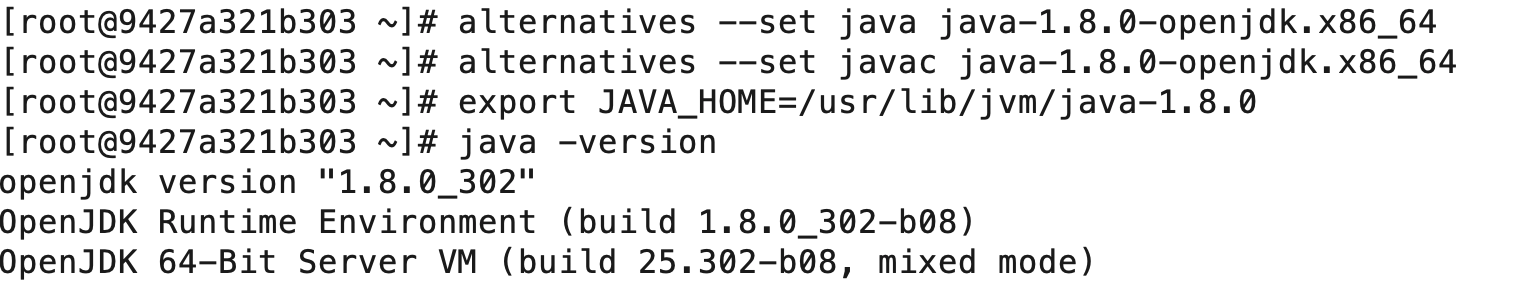 [root@9427a321b303 ~]# alternatives --set java java-1.8.0-openjdk.x86_64
[root@9427a321b303 ~]# alternatives --set javac java-1.8.0-openjdk.x86_64
[root@9427a321b303 ~]# export JAVA_HOME=/usr/lib/jvm/java-1.8.0
[root@9427a321b303 ~]# java -version
openjdk version "1.8.0_302"
OpenJDK Runtime Environment (build 1.8.0_302-b08)
OpenJDK 64-Bit Server VM (build 25.302-b08, mixed mode)